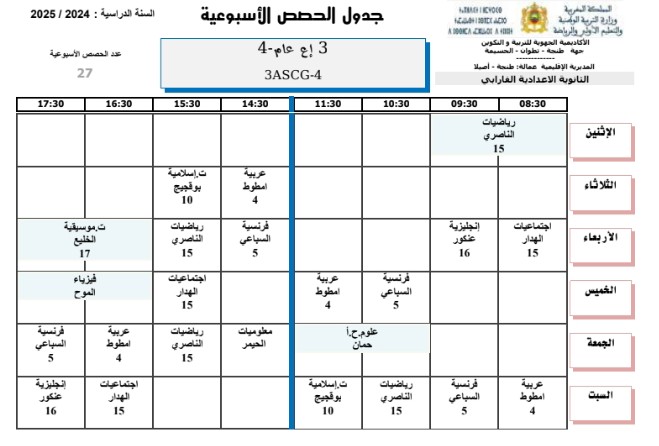 المملكة المغربية
وزارة التربية الوطنية
والتعليم الأولي والرياضة
الأكاديمية الجهوية للتربية و التكوين
جهة طنجة - تطوان - الحسيمة
-------------
المديرية الإقليمية عمالة: طنجة - أصيلا
الثانوية الاعدادية الفارابي
جدول الحصص الأسبوعية
3 إع عام-4
3ASCG-4
السنة الدراسية : 2024 / 2025
عدد الحصص الأسبوعية
27
08:30 09:30 10:30 11:30 14:30 15:30 16:30 17:30
الإثنين
رياضيات
الناصري
15
الثلاثاء
عربية ت.إسلامية
امطوط بوقجيج
4 10
الأربعاء
اجتماعيات إنجليزية فرنسية رياضيات ت.موسيقية
الهدار عنكور السباعي الناصري الخليع
15 16 5 15 17
الخميس
فرنسية عربية اجتماعيات فيزياء
السباعي امطوط الهدار الموح
5 4 15
الجمعة
علوم.ح.أ معلوميات رياضيات عربية فرنسية
حمان الحيمر الناصري امطوط السباعي
15 4 5
السبت
عربية فرنسية رياضيات ت.إسلامية اجتماعيات إنجليزية
امطوط السباعي الناصري بوقجيج الهدار عنكور
4 5 15 10 15 16